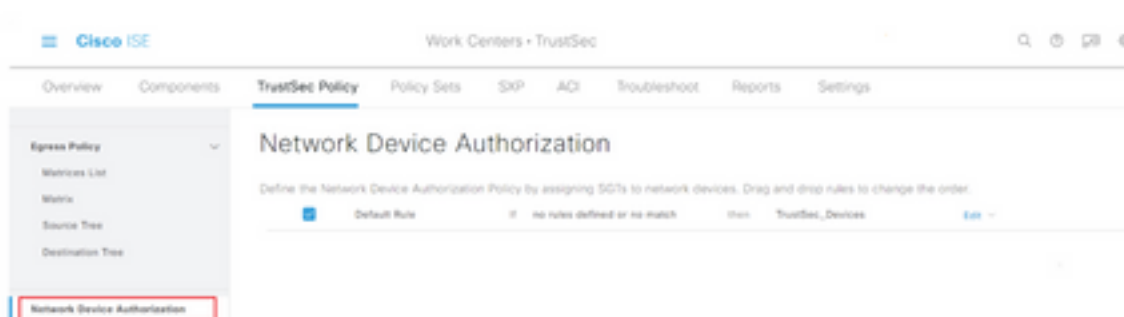 Cisco ISE
Work Centers • TrustSec
Overview Components TrustSec Policy Policy Sets SXP ACI Troubleshoot Reports Settings
Egress Policy
Matrices List
Matrix
Source Tree
Destination Tree
Network Device Authorization
Network Device Authorization
Define the Network Device Authorization Policy by assigning SGTs to network devices. Drag and drop rules to change the order.
Default Rule If no rules defined or no match then TrustSec_Devices Edit